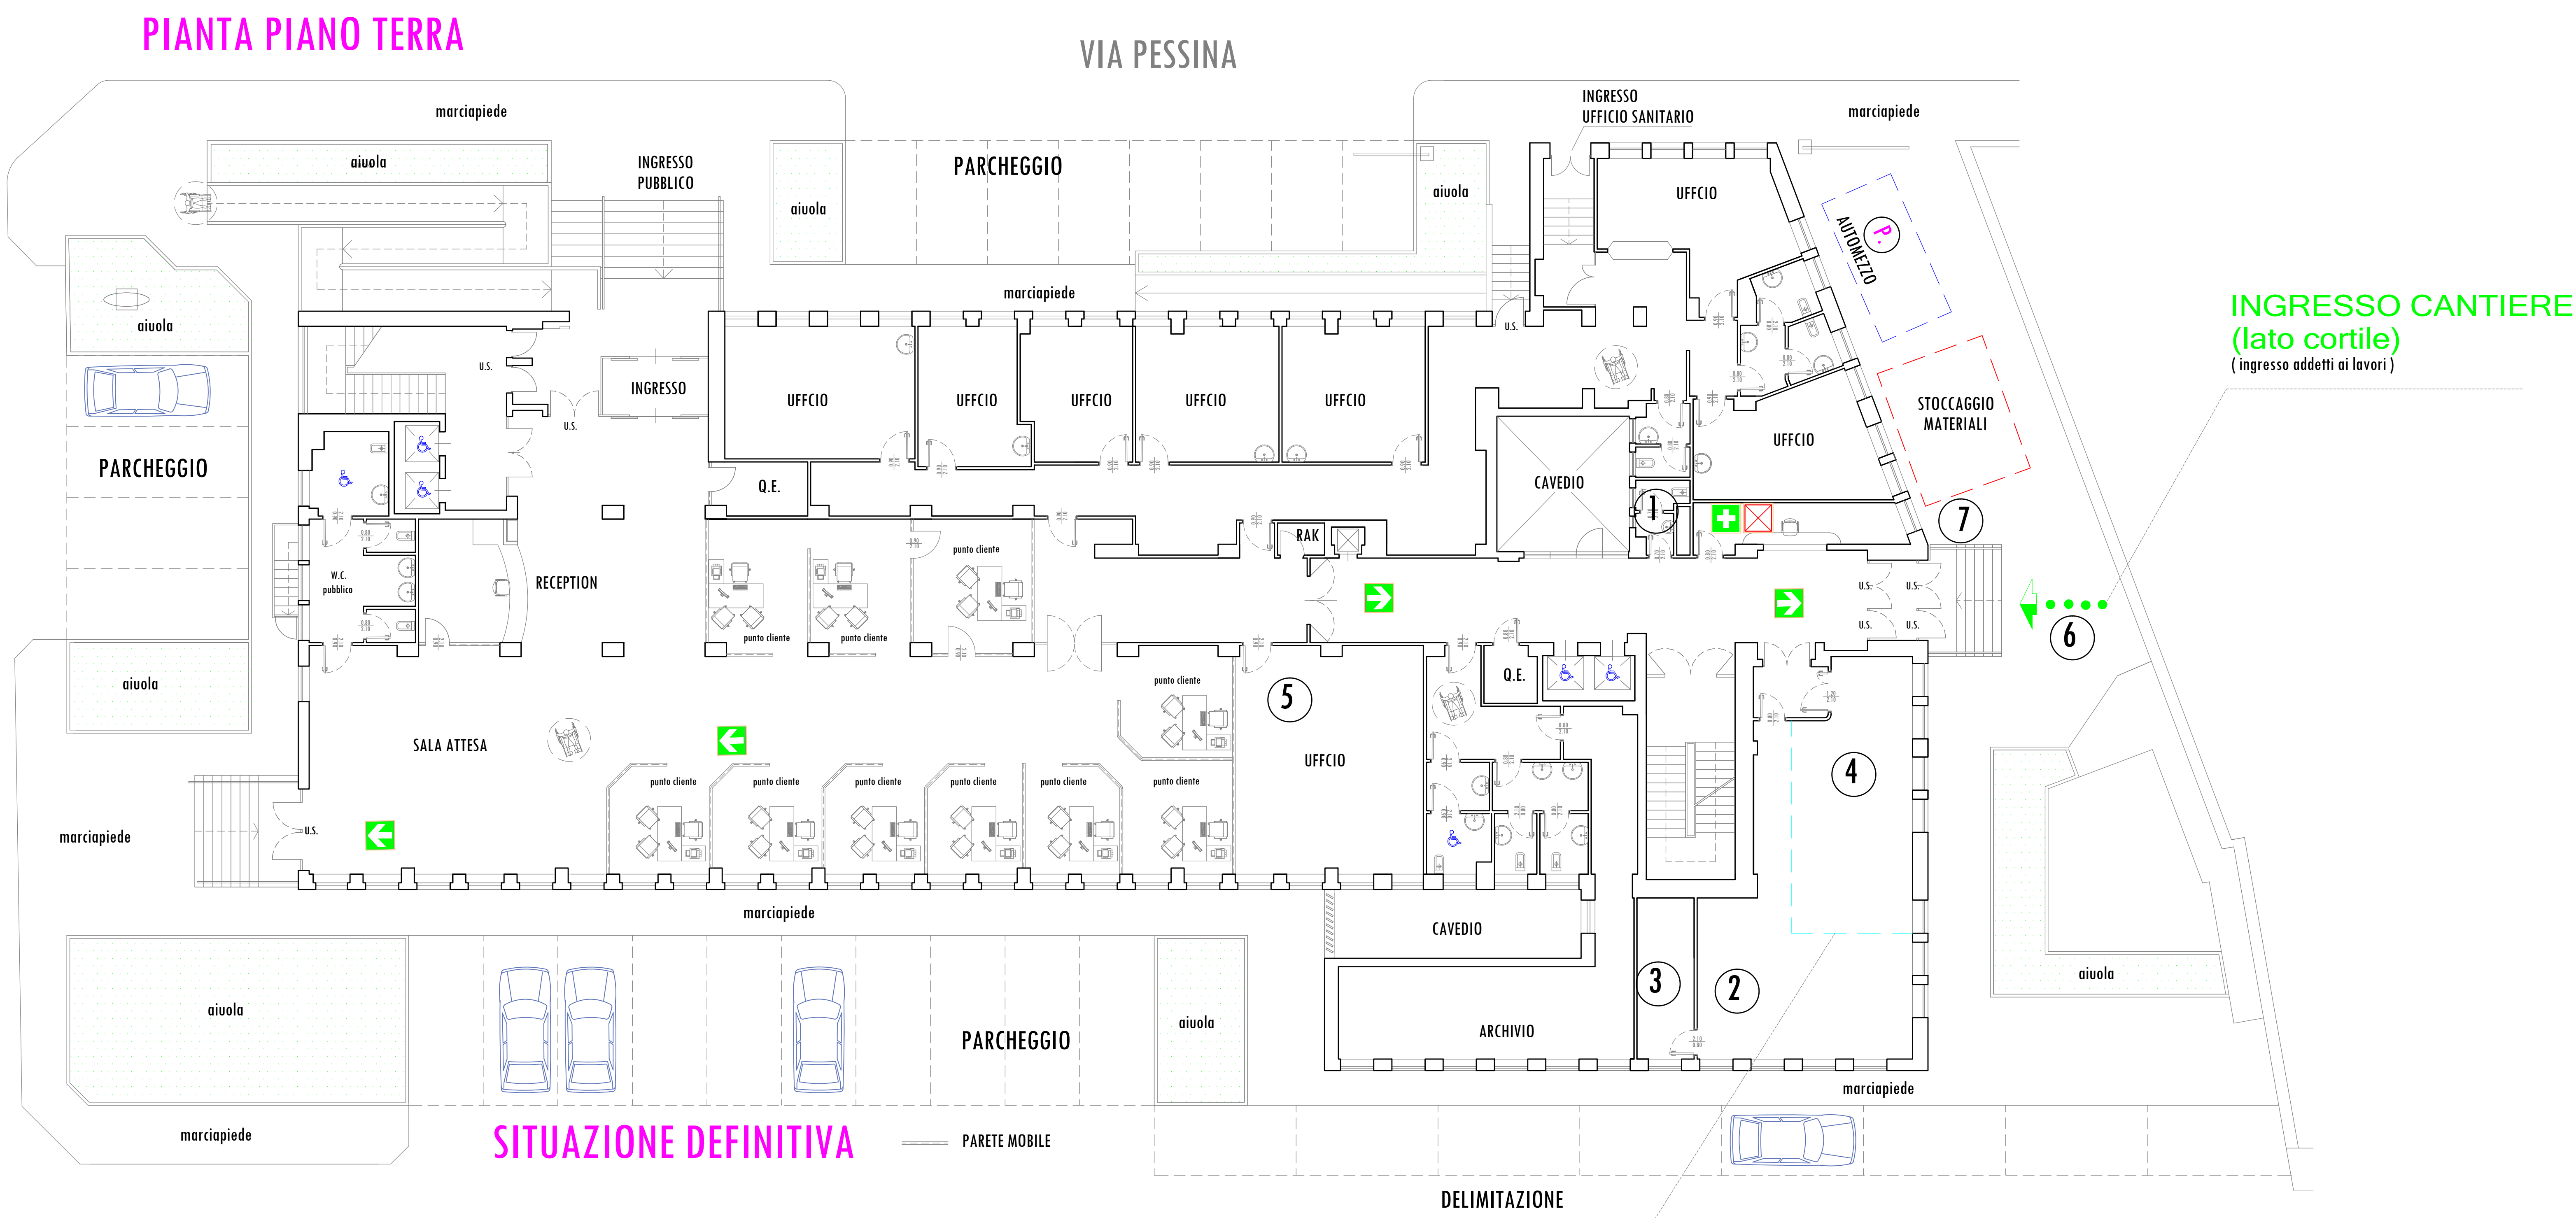 PIANTA PIANO TERRA
VIA PESSINA
marciapiede
INGRESSO
UFFICIO SANITARIO
marciapiede
aiuola
INGRESSO
PUBBLICO
PARCHEGGIO
aiuola
aiuola
UFFCIO
P.
AUTOMEZZO
marciapiede
aiuola
U.S.
INGRESSO CANTIERE
(lato cortile)
( ingresso addetti ai lavori )
U.S.
INGRESSO
UFFCIO
UFFCIO
UFFCIO
UFFCIO
UFFCIO
STOCCAGGIO
MATERIALI
U.S.
UFFCIO
PARCHEGGIO
Q.E.
CAVEDIO
1
7
RAK
punto cliente
W.C.
pubblico
RECEPTION
U.S.
U.S.
U.S.
U.S.
punto cliente
punto cliente
6
Q.E.
aiuola
punto cliente
5
SALA ATTESA
UFFCIO
4
punto cliente
punto cliente
punto cliente
punto cliente
punto cliente
punto cliente
marciapiede
U.S.
marciapiede
CAVEDIO
3
2
aiuola
aiuola
aiuola
ARCHIVIO
PARCHEGGIO
marciapiede
marciapiede
SITUAZIONE DEFINITIVA
PARETE MOBILE
DELIMITAZIONE